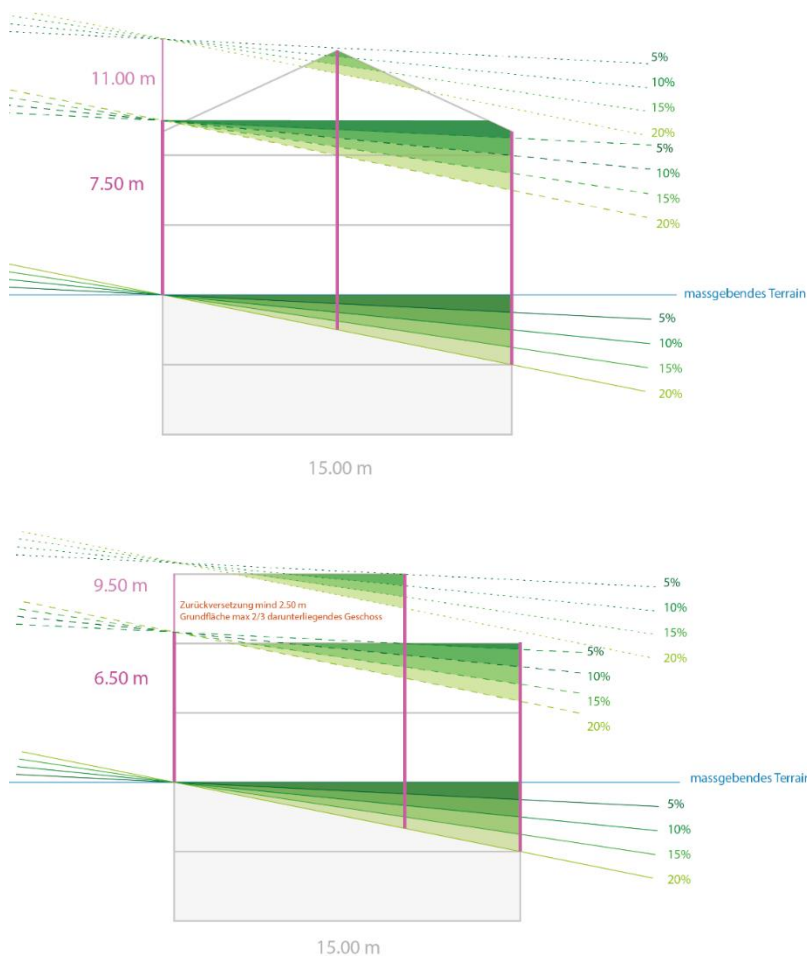 5%
11.00 m
10%
15%
20%
5%
10%
7.50 m
15%
20%
massgebendes Terrain
5%
10%
15%
20%
15.00 m
9.50 m
5%
Zurückversetzung mind 2.50 m
Grundfläche max 2/3 darunterliegendes Geschoss
10%
15%
20%
5%
6.50 m
10%
15%
20%
massgebendes Terrain
5%
10%
15%
20%
15.00 m